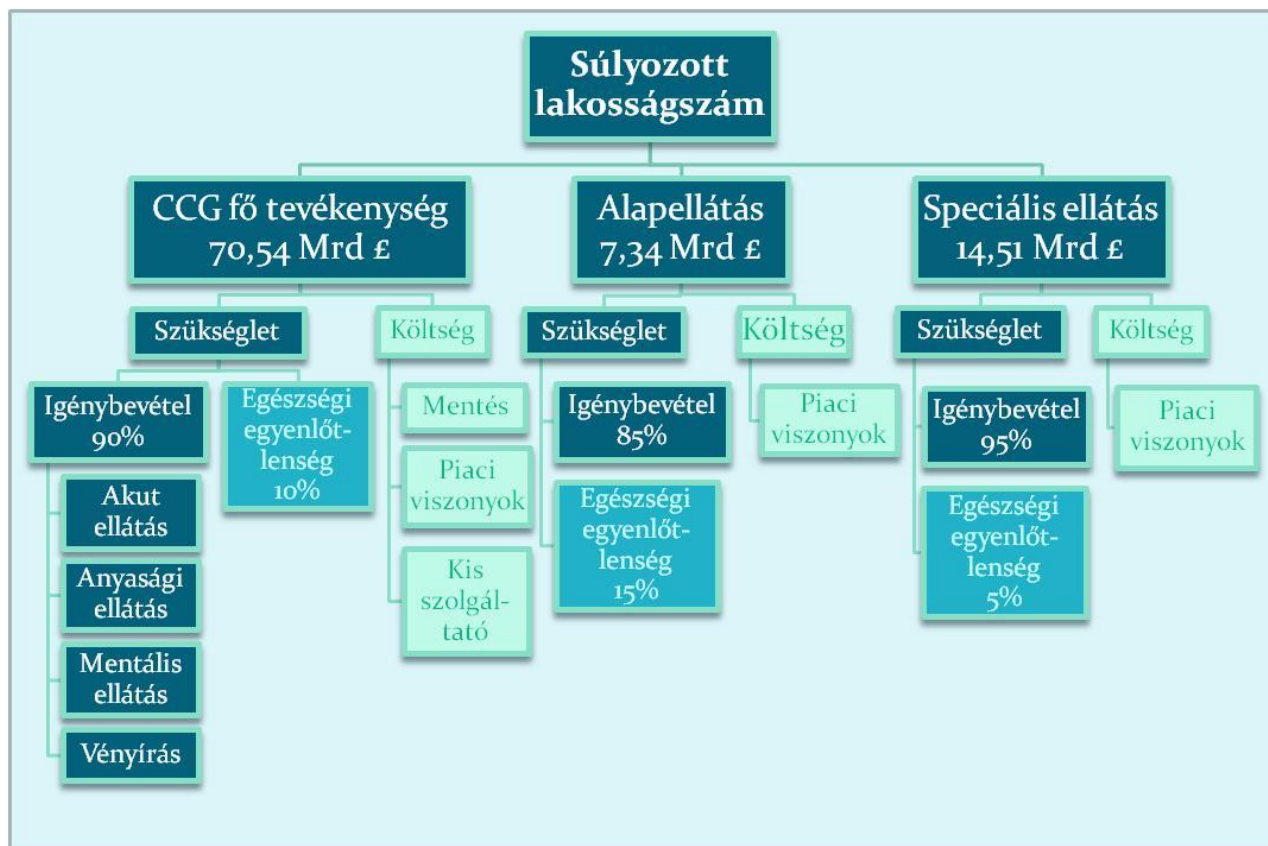 Súlyozott
lakosságszám
CCG fő tevékenység
70,54 Mrd £
Alapellátás
7,34 Mrd £
Speciális ellátás
14,51 Mrd £
Szükséglet
Költség
Szükséglet
Költség
Szükséglet
Költség
Igénybevétel
90%
Egészségi
egyenlőt-
lenség
10%
Mentés
Piaci
viszonyok
Kis
szolgál-
tató
Akut
ellátás
Anyasági
ellátás
Mentális
ellátás
Vényírás
Igénybevétel
85%
Egészségi
egyenlőt-
lenség
15%
Piaci
viszonyok
Igénybevétel
95%
Egészségi
egyenlőt-
lenség
5%
Piaci
viszonyok